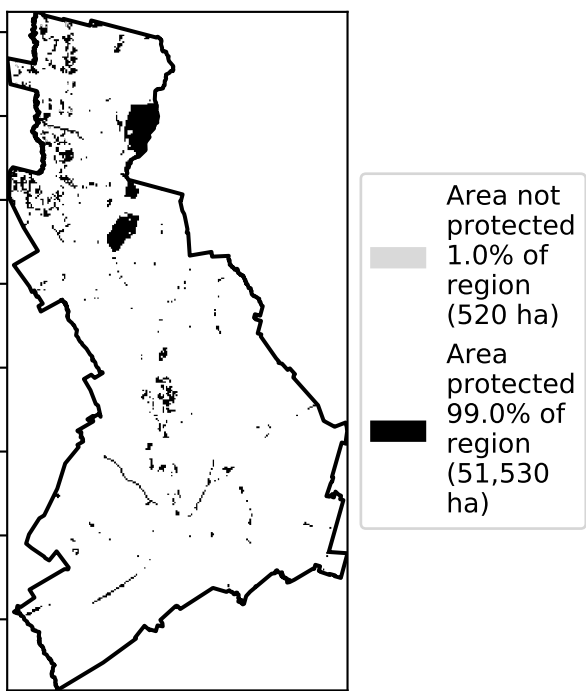 Area not
protected
1.0% of
region
(520 ha)
Area
protected
99.0% of
region
(51,530
ha)